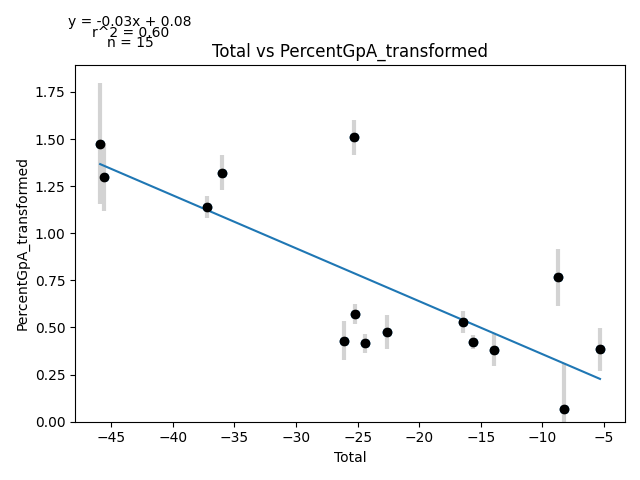 y = -0.03x + 0.08
r^2 = 0.60
n = 15
Total vs PercentGpA_transformed
PercentGpA_transformed
1.75
1.50
1.25
1.00
0.75
0.50
0.25
0.00
−45 −40 −35 −30 −25 −20 −15 −10 −5
Total